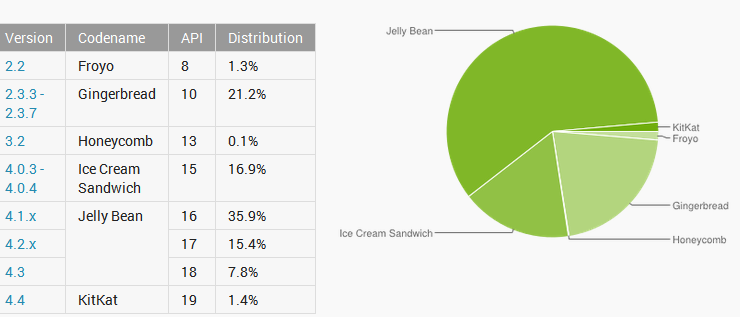 Version Codename API Distribution
2.2 Froyo 8 1.3%
2.3.3 - Gingerbread 10 21.2%
2.3.7
3.2 Honeycomb 13 0.1%
4.0.3 - Ice Cream 15 16.9%
4.0.4 Sandwich
4.1.x Jelly Bean 16 35.9%
4.2.x 17 15.4%
4.3 18 7.8%
4.4 KitKat 19 1.4%
Jelly Bean
KitKat
Froyo
Gingerbread
Ice Cream Sandwich
Honeycomb